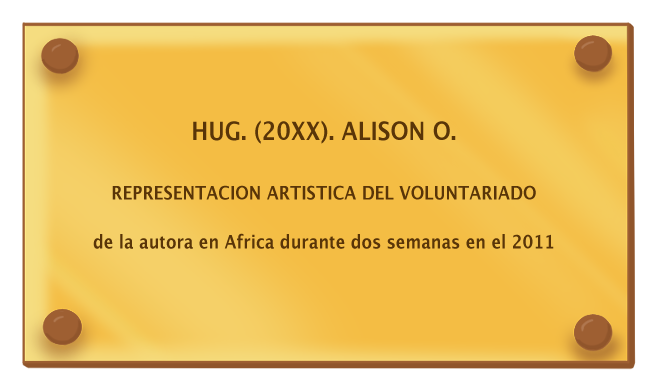 HUG. (20XX). ALISON O.
REPRESENTACION ARTISTICA DEL VOLUNTARIADO
de la autora en Africa durante dos semanas en el 2011